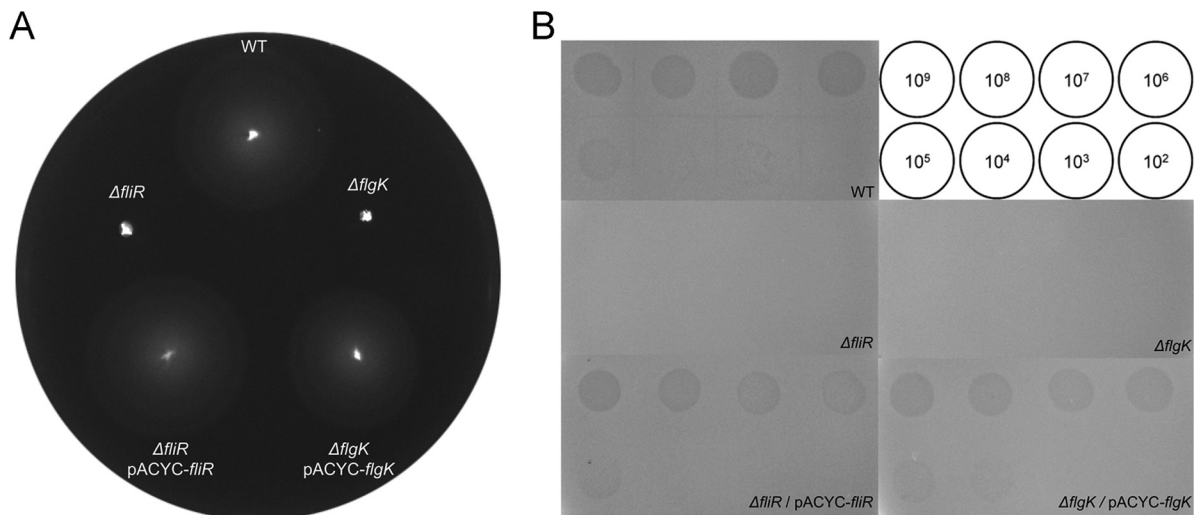 A
WT
ΔfliR
ΔflgK
ΔfliR
pACYC-fliR
ΔflgK
pACYC-flgK
B
10⁹ 10⁸ 10⁷ 10⁶
10⁵ 10⁴ 10³ 10²
WT
ΔfliR
ΔflgK
ΔfliR / pACYC-fliR
ΔflgK / pACYC-flgK